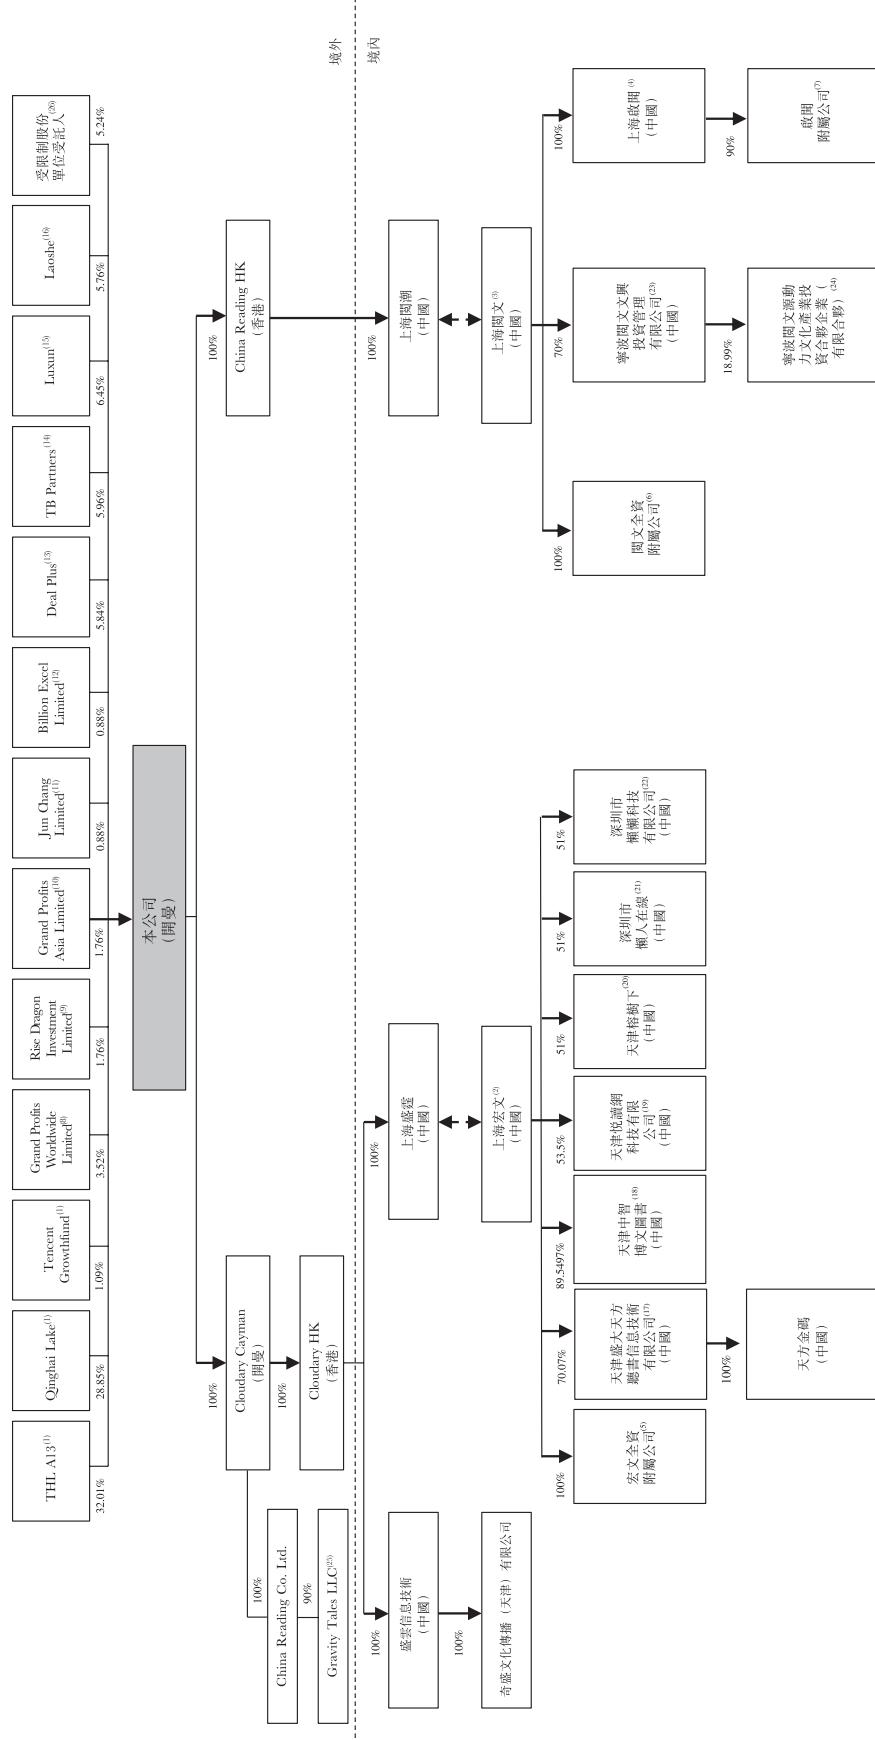 THL A13(1)
Qinghai Lake(1)
Tencent
Growthfund(1)
Grand Profits
Worldwide
Limited(8)
Rise Dragon
Investment
Limited(9)
Grand Profits
Asia Limited(10)
Jun Chang
Limited(11)
Billion Excel
Limited(12)
Deal Plus(13)
TB Partners(14)
Luxun(15)
Laoshe(16)
受限制股份
單位受託人(26)
32.01%
28.85%
1.09%
3.52%
1.76%
1.76%
0.88%
0.88%
5.84%
5.96%
6.45%
5.76%
5.24%
本公司
（開曼）
100%
100%
Cloudary Cayman
（開曼）
China Reading HK
（香港）
100%
100%
China Reading Co. Ltd.
Cloudary HK
（香港）
90%
Gravity Tales LLC(25)
境外
境內
100%
100%
100%
盛雲信息技術
（中國）
上海盛霆
（中國）
上海閱潮
（中國）
100%
奇盛文化傳播（天津）有限公司
上海宏文(2)
（中國）
上海閱文(3)
（中國）
100%
70.07%
89.5497%
53.5%
51%
51%
51%
100%
70%
100%
宏文全資
附屬公司(5)
天津盛大天方
聽書信息技術
有限公司(17)
（中國）
天津中智
博文圖書(18)
（中國）
天津悅讀網
科技有限
公司(19)
（中國）
天津榕樹下(20)
（中國）
深圳市
懶人在線(21)
（中國）
深圳市
懶懶科技
有限公司(22)
（中國）
閱文全資
附屬公司(6)
寧波閱文文興
投資管理
有限公司(23)
（中國）
上海啟聞(4)
（中國）
100%
18.99%
90%
天方金碼
（中國）
寧波閱文源動
力文化產業投
資合夥企業（
有限合夥）(24)
啟聞
附屬公司(7)